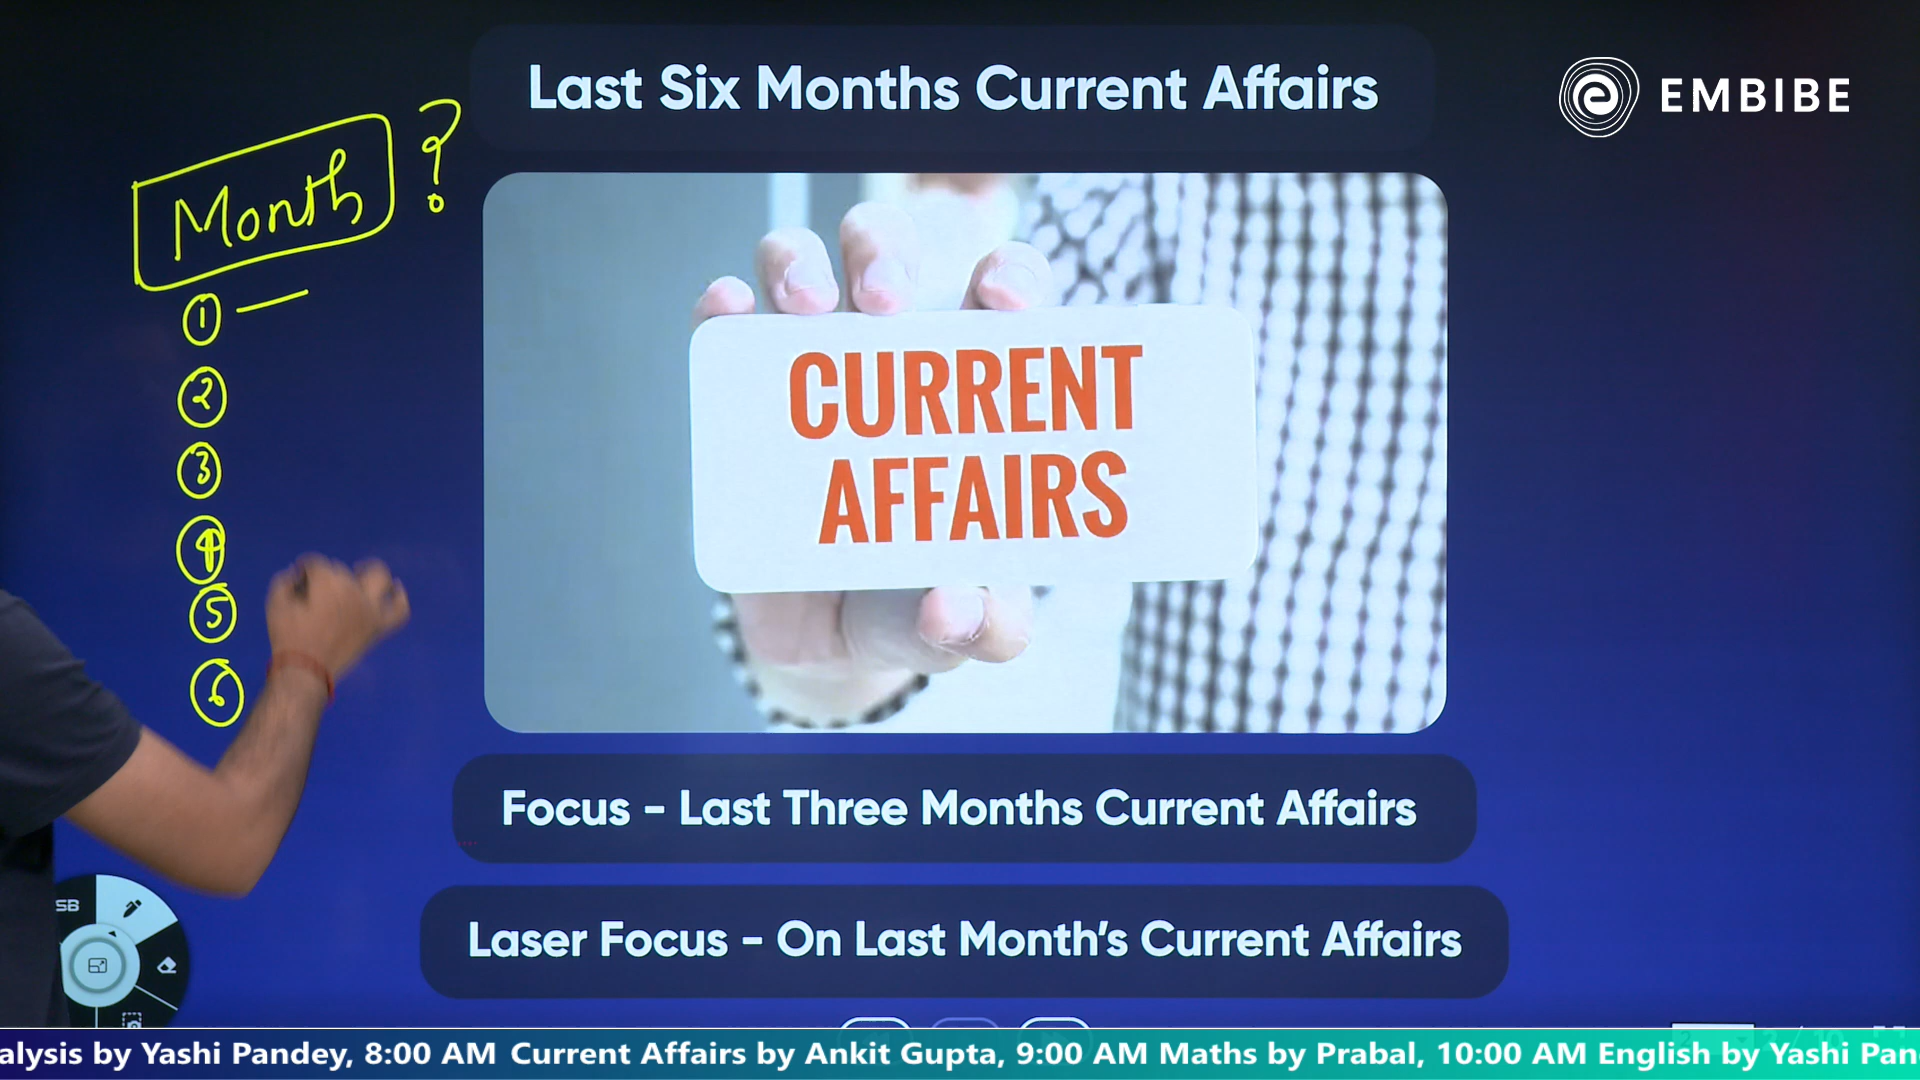 Last Six Months Current Affairs
EMBIBE
Month ?
1
2
3
4
5
6
CURRENT
AFFAIRS
Focus - Last Three Months Current Affairs
Laser Focus - On Last Month's Current Affairs
SB
alysis by Yashi Pandey, 8:00 AM Current Affairs by Ankit Gupta, 9:00 AM Maths by Prabal, 10:00 AM English by Yashi Pan